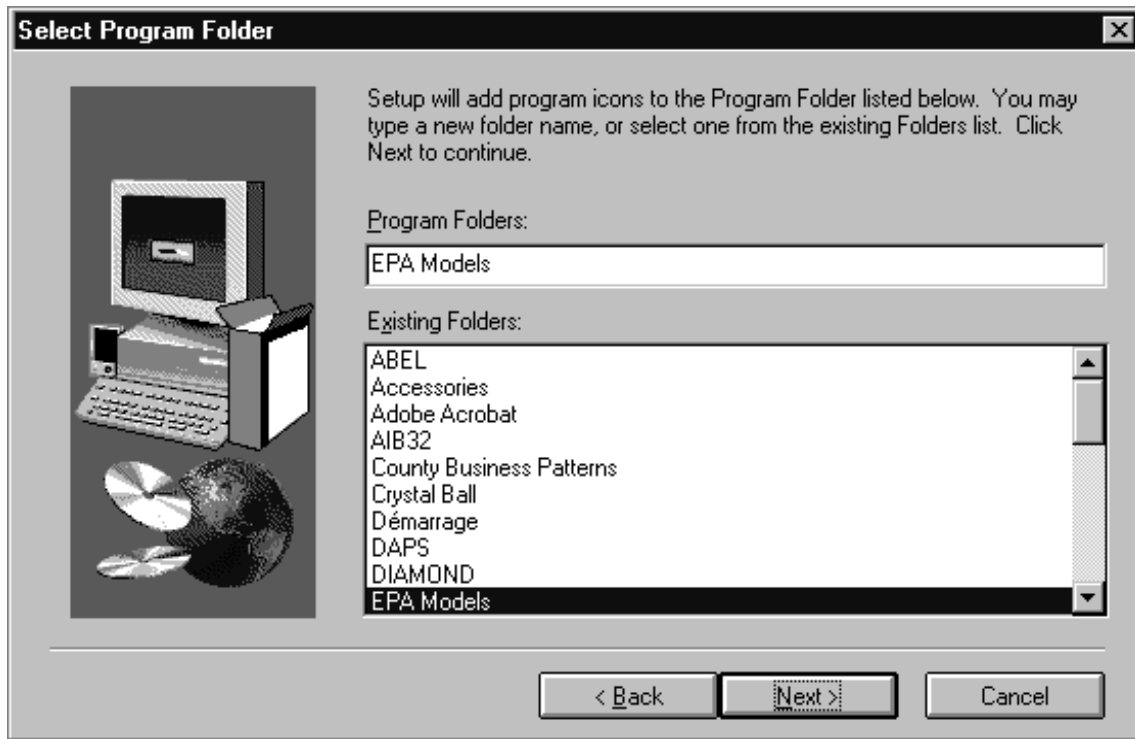 Select Program Folder
Setup will add program icons to the Program Folder listed below. You may
type a new folder name, or select one from the existing Folders list. Click
Next to continue.
Program Folders:
EPA Models
Existing Folders:
ABEL
Accessories
Adobe Acrobat
AIB32
County Business Patterns
Crystal Ball
Démarrage
DAPS
DIAMOND
EPA Models
< Back Next > Cancel